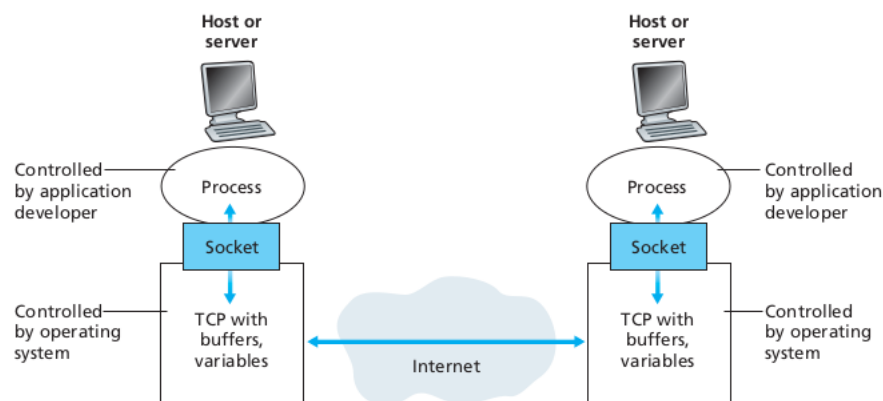 Host or
server
Host or
server
Controlled
by application
developer
Process
Process
Controlled
by application
developer
Socket
Socket
Controlled
by operating
system
TCP with
buffers,
variables
Internet
TCP with
buffers,
variables
Controlled
by operating
system